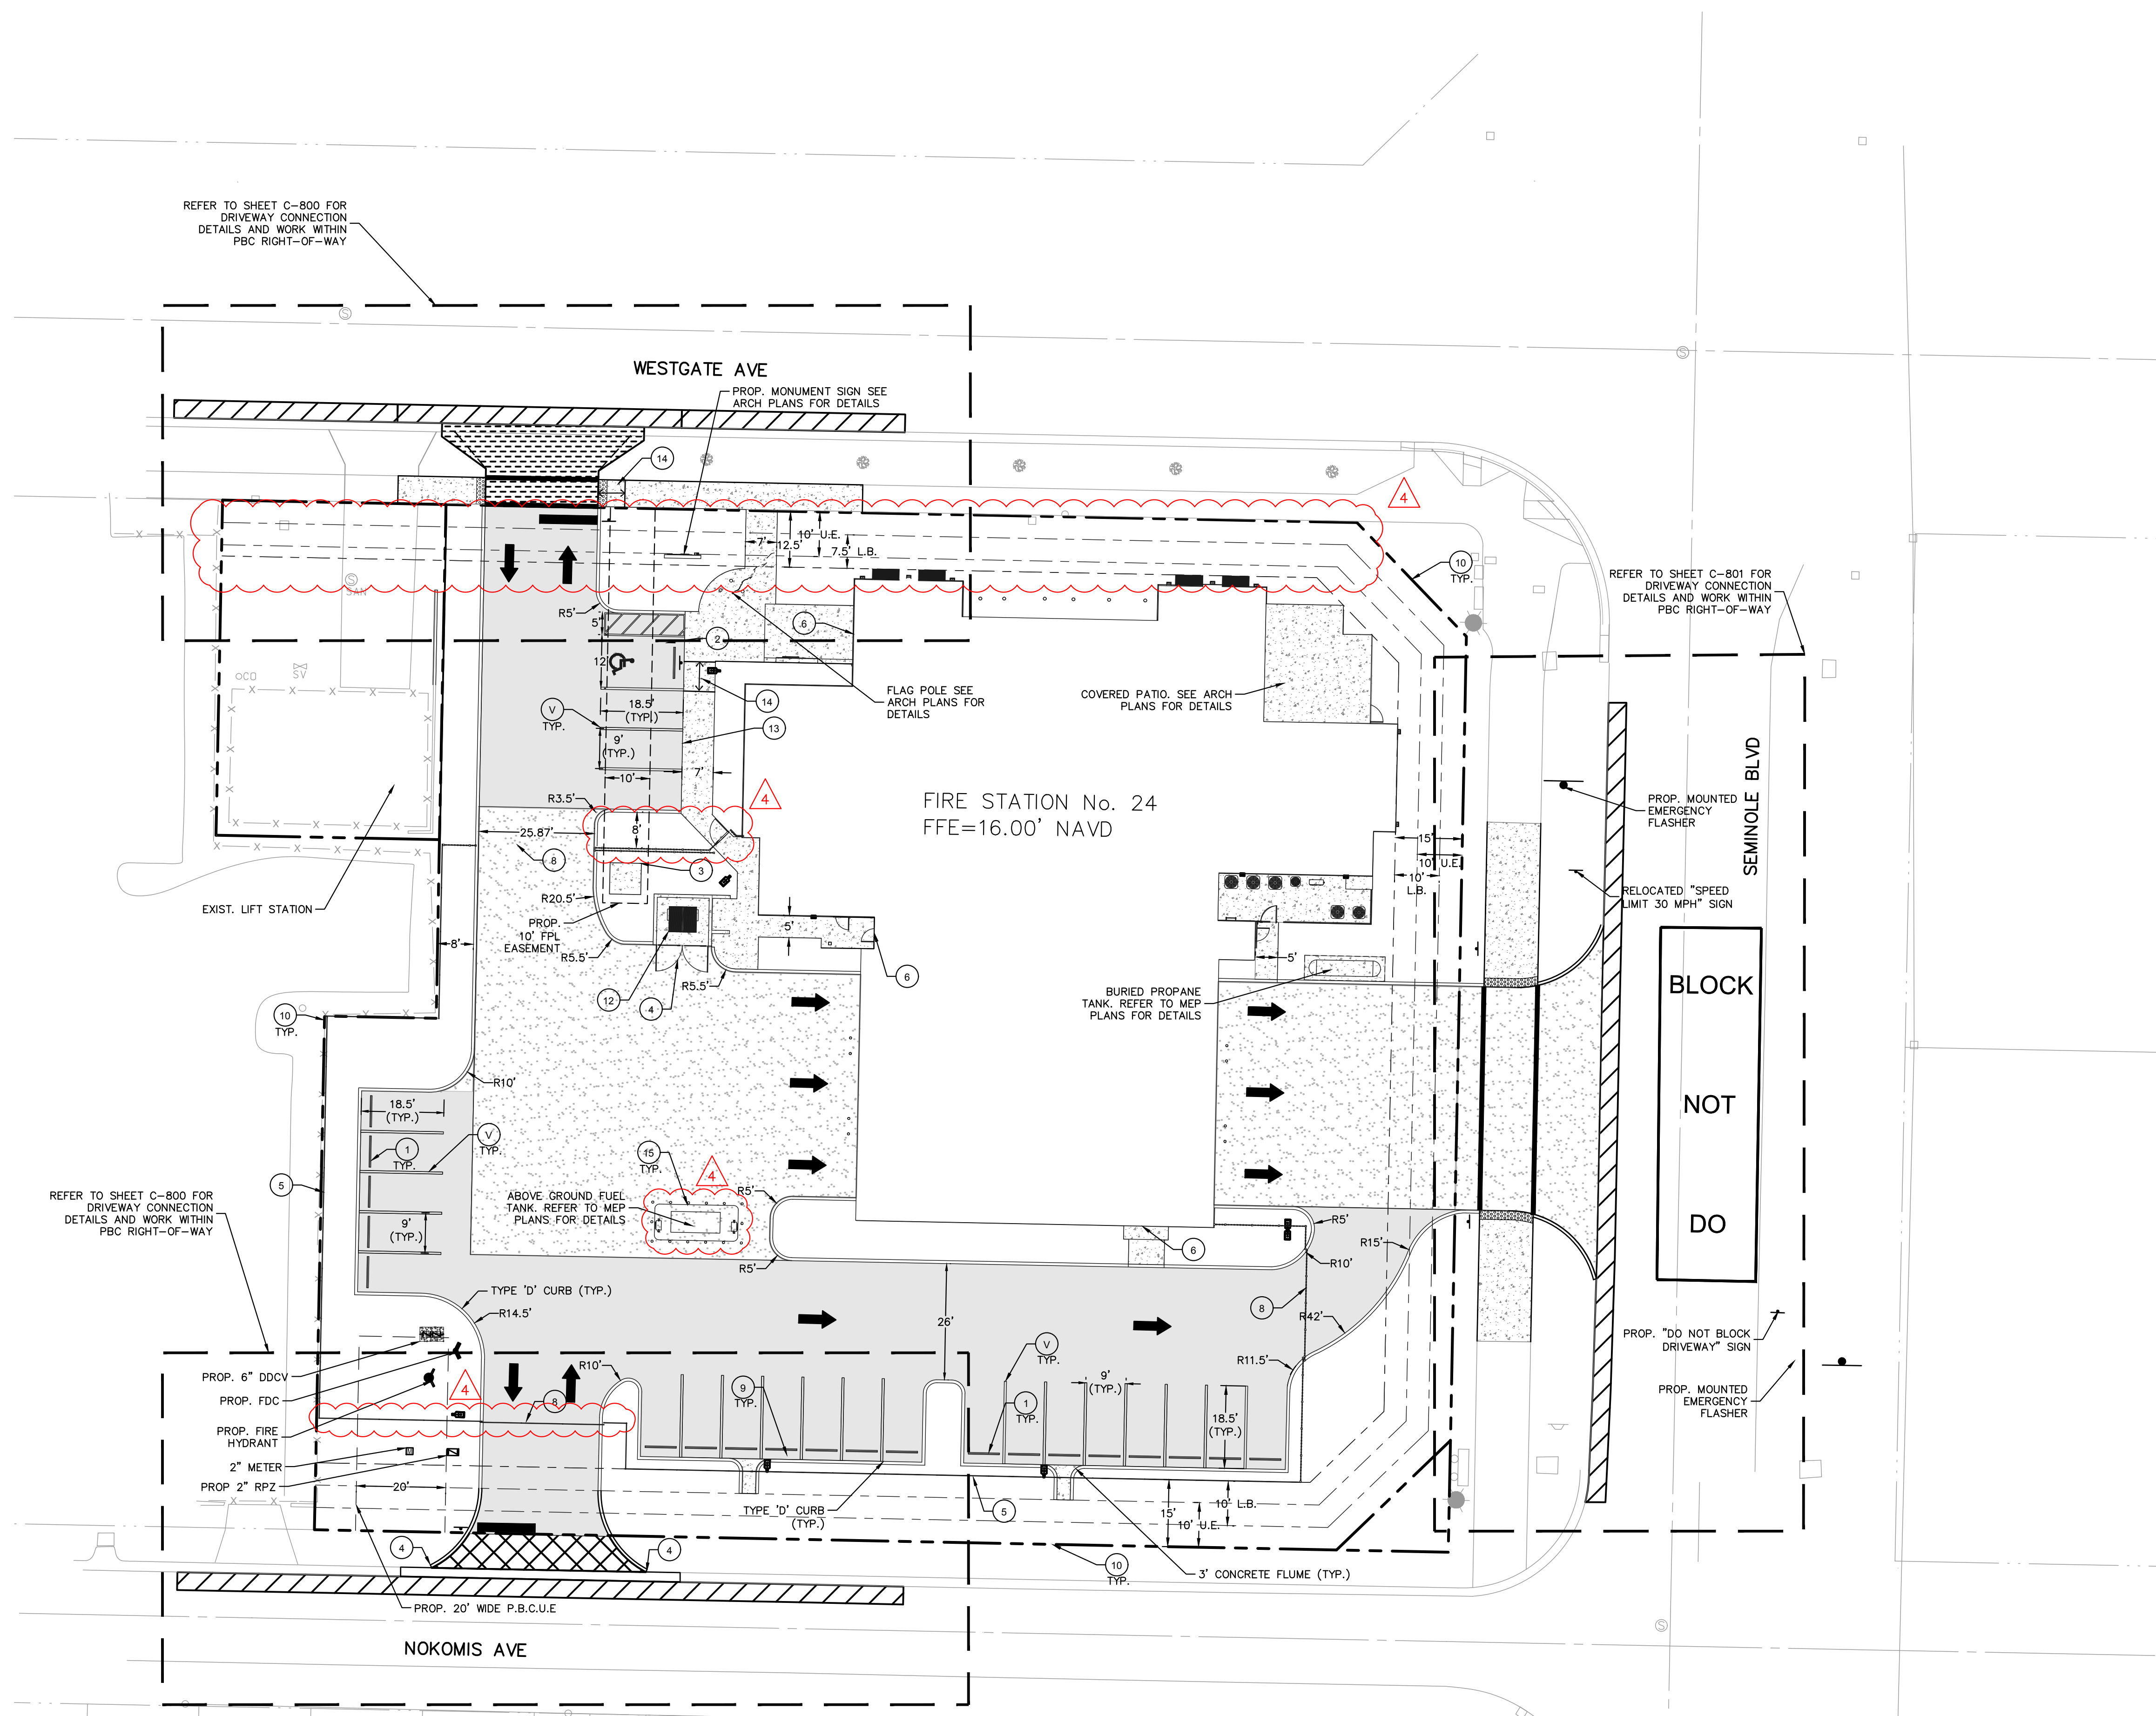 REFER TO SHEET C-800 FOR
DRIVEWAY CONNECTION
DETAILS AND WORK WITHIN
PBC RIGHT-OF-WAY
S
S
WESTGATE AVE
PROP. MONUMENT SIGN SEE
ARCH PLANS FOR DETAILS
14
4
7'
12.5'
10' U.E.
7.5' L.B.
10
TYP.
REFER TO SHEET C-801 FOR
DRIVEWAY CONNECTION
DETAILS AND WORK WITHIN
PBC RIGHT-OF-WAY
S
SAN
R5'
5'
6
2
12'
OCO
SV
FLAG POLE SEE
ARCH PLANS FOR
DETAILS
COVERED PATIO. SEE ARCH
PLANS FOR DETAILS
14
18.5'
(TYP.)
V
TYP.
13
9'
(TYP.)
7'
10'
SEMINOLE BLVD
R3.5'
4
FIRE STATION No. 24
FFE=16.00' NAVD
PROP. MOUNTED
EMERGENCY
FLASHER
25.87'
8'
8
3
15'
10' U.E.
10'
L.B.
EXIST. LIFT STATION
R20.5'
PROP.
10' FPL
EASEMENT
RELOCATED "SPEED
LIMIT 30 MPH" SIGN
8'
5'
R5.5'
6
5'
R5.5'
12
4
BURIED PROPANE
TANK. REFER TO MEP
PLANS FOR DETAILS
BLOCK
NOT
DO
10
TYP.
R10'
18.5'
(TYP.)
V
TYP.
1
TYP.
15
TYP.
4
5
REFER TO SHEET C-800 FOR
DRIVEWAY CONNECTION
DETAILS AND WORK WITHIN
PBC RIGHT-OF-WAY
ABOVE GROUND FUEL
TANK. REFER TO MEP
PLANS FOR DETAILS
R5'
9'
(TYP.)
R5'
R5'
6
R15'
R10'
TYPE 'D' CURB (TYP.)
R14.5'
8
R42'
26'
PROP. "DO NOT BLOCK
DRIVEWAY" SIGN
V
TYP.
R10'
R11.5'
PROP. 6" DDCV
4
9
TYP.
9'
(TYP.)
PROP. FDC
8
1
TYP.
PROP. MOUNTED
EMERGENCY
FLASHER
18.5'
(TYP.)
PROP. FIRE
HYDRANT
2" METER
M
PROP 2" RPZ
20'
TYPE 'D' CURB
(TYP.)
5
10' L.B.
15'
10' U.E.
4
4
10
TYP.
3' CONCRETE FLUME (TYP.)
PROP. 20' WIDE P.B.C.U.E
S
NOKOMIS AVE